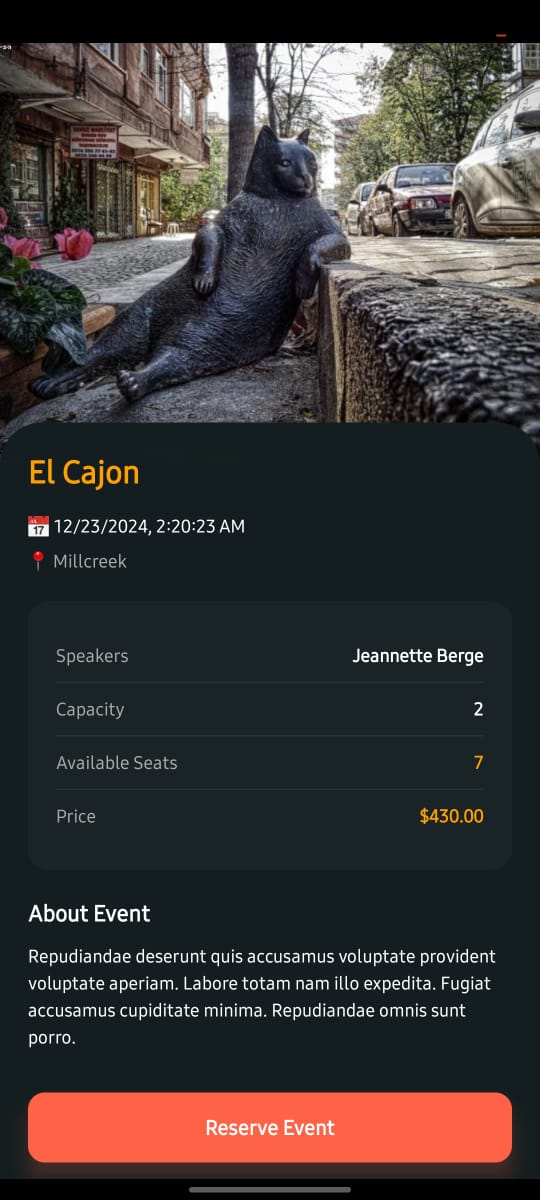 El Cajon
12/23/2024, 2:20:23 AM
Millcreek
Speakers Jeannette Berge
Capacity 2
Available Seats 7
Price $430.00
About Event
Repudiandae deserunt quis accusamus voluptate provident
voluptate aperiam. Labore totam nam illo expedita. Fugiat
accusamus cupiditate minima. Repudiandae omnis sunt
porro.
Reserve Event